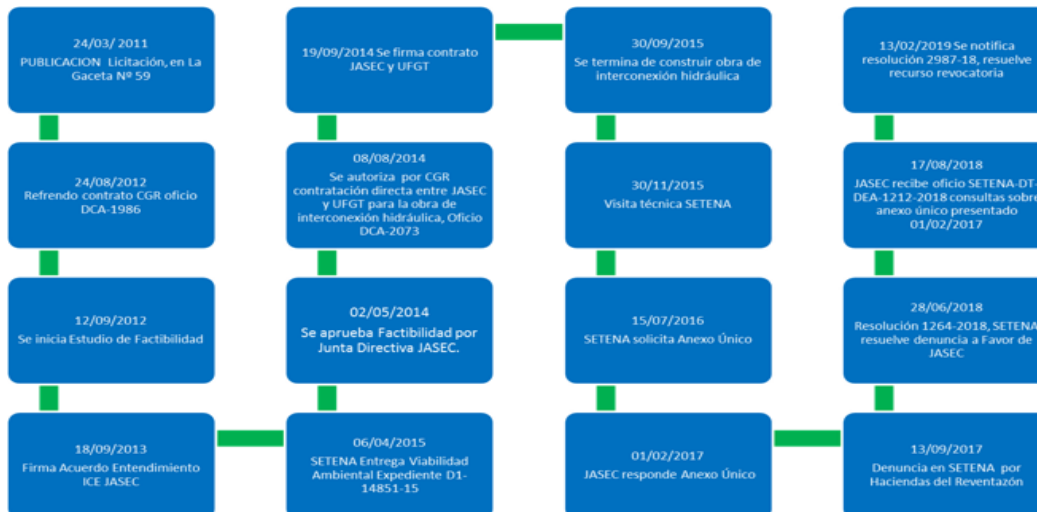 24/03/ 2011
PUBLICACION Licitación, en La
Gaceta Nº 59
24/08/2012
Refrendo contrato CGR oficio
DCA-1986
12/09/2012
Se inicia Estudio de Factibilidad
18/09/2013
Firma Acuerdo Entendimiento
ICE JASEC
06/04/2015
SETENA Entrega Viabilidad
Ambiental Expediente D1-
14851-15
02/05/2014
Se aprueba Factibilidad por
Junta Directiva JASEC.
08/08/2014
Se autoriza por CGR
contratación directa entre JASEC
y UFGT para la obra de
interconexión hidráulica, Oficio
DCA-2073
19/09/2014 Se firma contrato
JASEC y UFGT
30/09/2015
Se termina de construir obra de
interconexión hidráulica
30/11/2015
Visita técnica SETENA
15/07/2016
SETENA solicita Anexo Único
01/02/2017
JASEC responde Anexo Único
13/09/2017
Denuncia en SETENA por
Haciendas del Reventazón
28/06/2018
Resolución 1264-2018, SETENA
resuelve denuncia a Favor de
JASEC
17/08/2018
JASEC recibe oficio SETENA-DT-
DEA-1212-2018 consultas sobre
anexo único presentado
01/02/2017
13/02/2019 Se notifica
resolución 2987-18, resuelve
recurso revocatoria